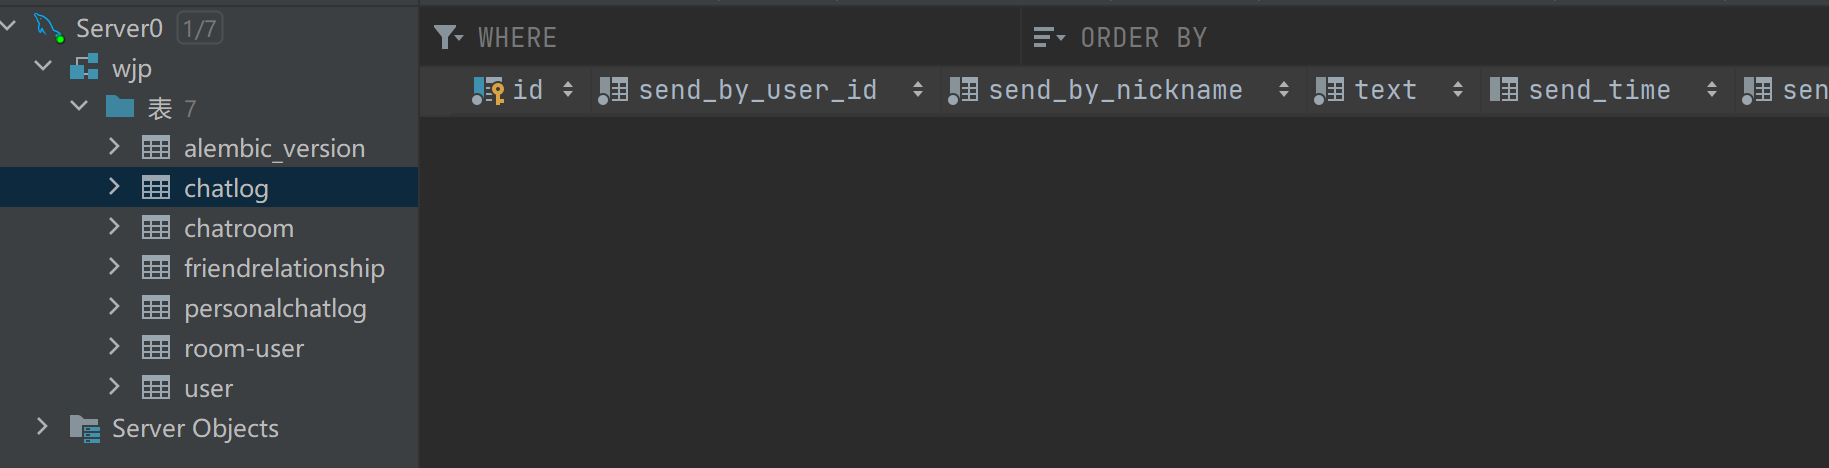 Server0 1/7
wjp
表 7
alembic_version
chatlog
chatroom
friendrelationship
personalchatlog
room-user
user
Server Objects
WHERE ORDER BY
id send_by_user_id send_by_nickname text send_time sen